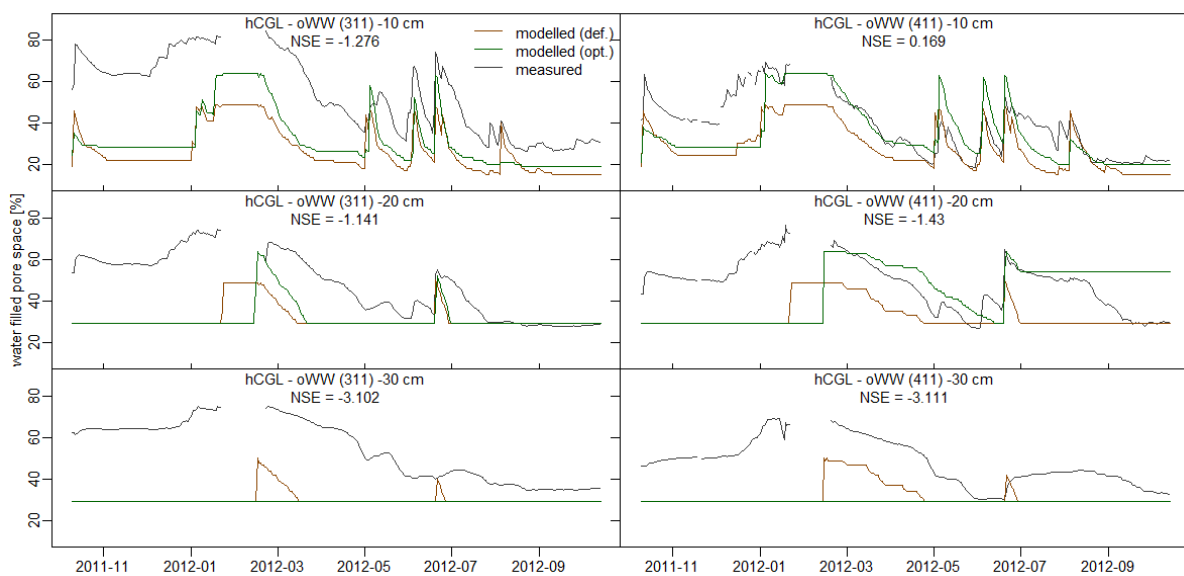 hCGL - oWW (311) -10 cm
NSE = -1.276
modelled (def.)
modelled (opt.)
measured
hCGL - oWW (411) -10 cm
NSE = 0.169
80
60
40
20
hCGL - oWW (311) -20 cm
NSE = -1.141
hCGL - oWW (411) -20 cm
NSE = -1.43
water filled pore space [%]
80
60
40
20
hCGL - oWW (311) -30 cm
NSE = -3.102
hCGL - oWW (411) -30 cm
NSE = -3.111
80
60
40
20
2011-11 2012-01 2012-03 2012-05 2012-07 2012-09 2011-11 2012-01 2012-03 2012-05 2012-07 2012-09